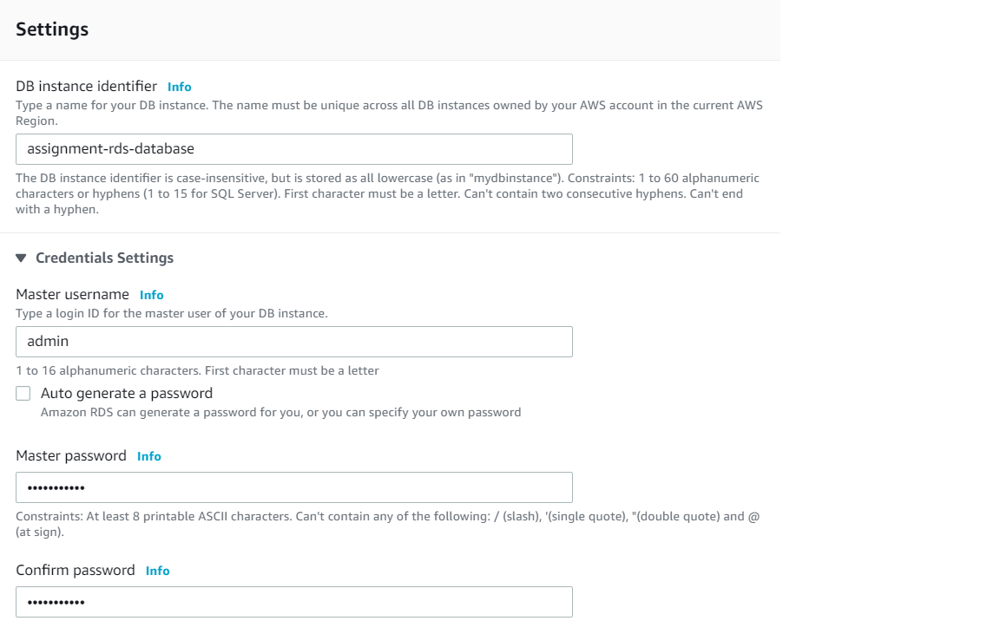 Settings
DB instance identifier Info
Type a name for your DB instance. The name must be unique across all DB instances owned by your AWS account in the current AWS
Region.
assignment-rds-database
The DB instance identifier is case-insensitive, but is stored as all lowercase (as in "mydbinstance"). Constraints: 1 to 60 alphanumeric
characters or hyphens (1 to 15 for SQL Server). First character must be a letter. Can't contain two consecutive hyphens. Can't end
with a hyphen.
Credentials Settings
Master username Info
Type a login ID for the master user of your DB instance.
admin
1 to 16 alphanumeric characters. First character must be a letter
Auto generate a password
Amazon RDS can generate a password for you, or you can specify your own password
Master password Info
•••••••••••
Constraints: At least 8 printable ASCII characters. Can't contain any of the following: / (slash), '(single quote), "(double quote) and @
(at sign).
Confirm password Info
•••••••••••